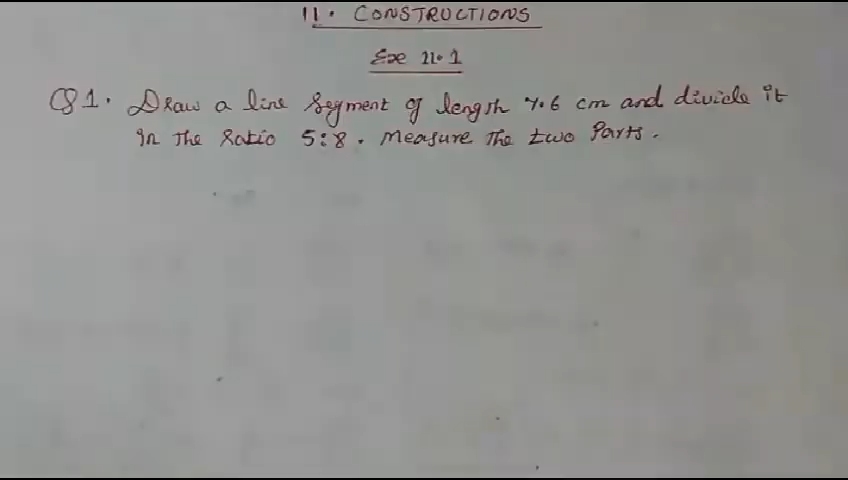 11. CONSTRUCTIONS
Exe 11.1
Q1. Draw a line segment of length 7.6 cm and divide it
in the ratio 5:8. Measure the two parts.